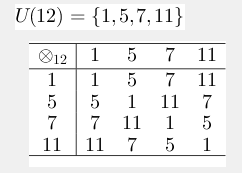 U(12) = {1, 5, 7, 11}
⊗₁₂ 1 5 7 11
1 1 5 7 11
5 5 1 11 7
7 7 11 1 5
11 11 7 5 1